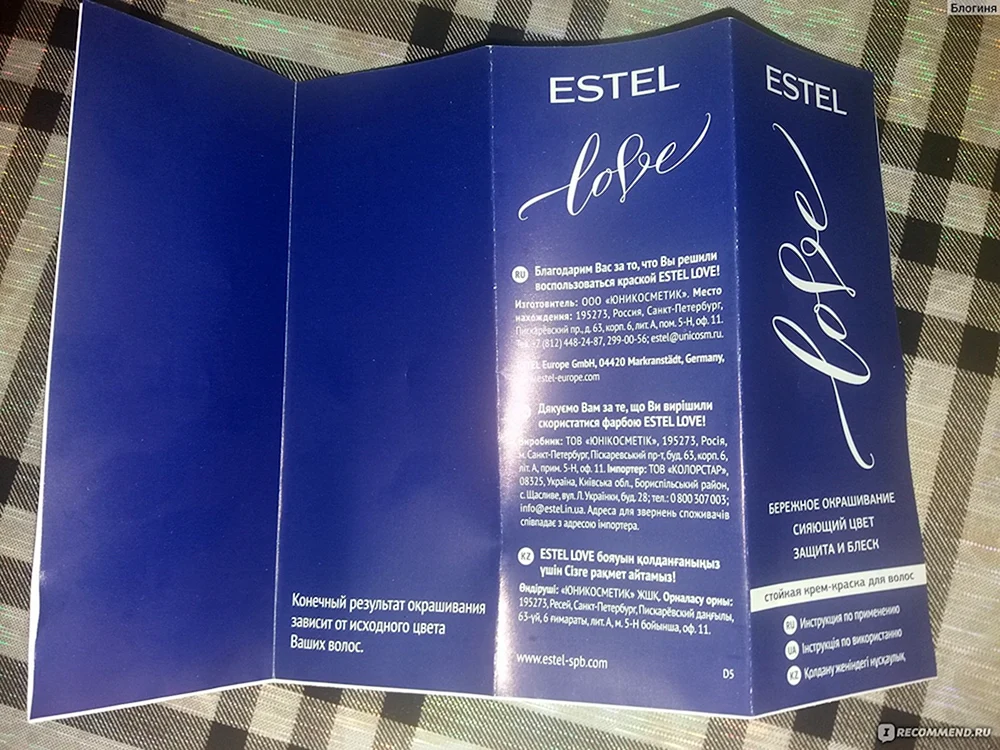 Блогиня
Конечный результат окрашивания
зависит от исходного цвета
Ваших волос.
ESTEL
love
RU Благодарим Вас за то, что Вы решили
воспользоваться краской ESTEL LOVE!
Изготовитель: ООО «ЮНИКОСМЕТИК». Место
нахождения: 195273, Россия, Санкт-Петербург,
Пискарёвский пр., д. 63, корп. 6, лит. А, пом. 5-Н, оф. 11.
+7 (812) 448-24-87, 299-00-56; estel@unicosm.ru.
Europe GmbH, 04420 Markranstädt, Germany,
estel-europe.com
Дякуємо Вам за те, що Ви вирішили
скористатися фарбою ESTEL LOVE!
Виробник: ТОВ «ЮНІКОСМЕТІК», 195273, Росія,
м. Санкт-Петербург, Піскаревський пр-т, буд. 63, корп. 6,
літ. А, прим. 5-Н, оф. 11. Імпортер: ТОВ «КОЛОРСТАР»,
08325, Україна, Київська обл., Бориспільський район,
с. Щасливе, вул. Л. Українки, буд. 28; тел.: 0 800 307 003;
info@estel.in.ua. Адреса для звернень споживачів
співпадає з адресою імпортера.
KZ ESTEL LOVE бояуын қолданғаныңыз
үшін Сізге рақмет айтамыз!
Өндіруші: «ЮНИКОСМЕТИК» ЖШҚ. Орналасу орны:
195273, Ресей, Санкт-Петербург, Пискарёвский даңғылы,
63-үй, 6 ғимараты, лит. А, м. 5-Н бойынша, оф. 11.
www.estel-spb.com
D5
ESTEL
love
БЕРЕЖНОЕ ОКРАШИВАНИЕ
СИЯЮЩИЙ ЦВЕТ
ЗАЩИТА И БЛЕСК
стойкая крем-краска для волос
RU Инструкция по применению
UA Інструкція по використанню
KZ Қолдану жөніндегі нұсқаулық
IRECOMMEND.RU